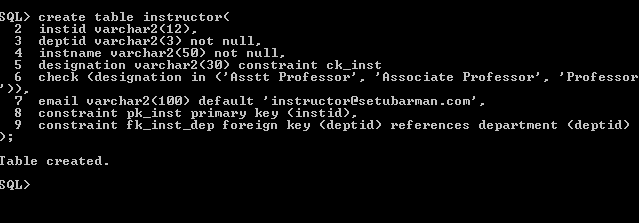 SQL> create table instructor(
2 instid varchar2(12),
3 deptid varchar2(3) not null,
4 instname varchar2(50) not null,
5 designation varchar2(30) constraint ck_inst
6 check (designation in ('Asstt Professor', 'Associate Professor', 'Professor
')),
7 email varchar2(100) default 'instructor@setubarman.com',
8 constraint pk_inst primary key (instid),
9 constraint fk_inst_dep foreign key (deptid) references department (deptid)
);
Table created.
SQL>